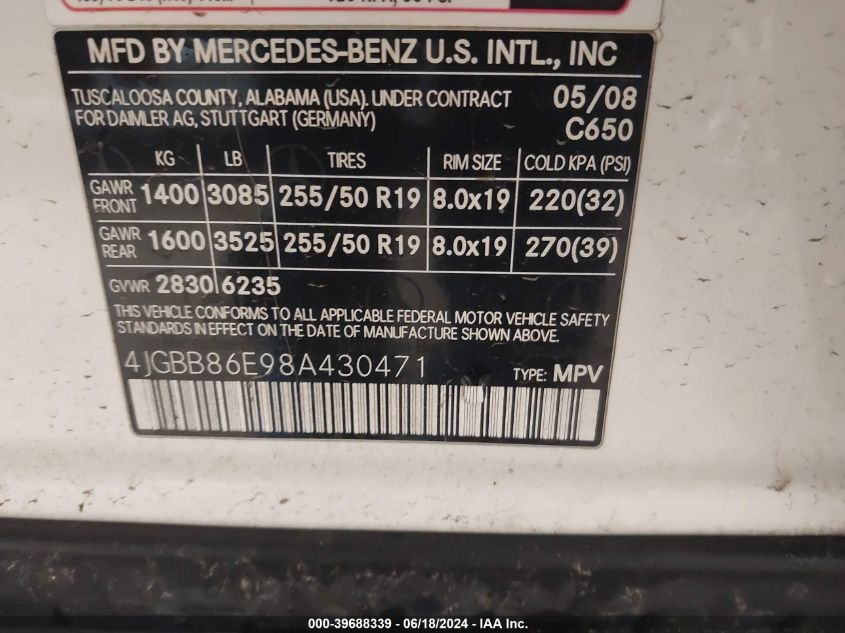 MFD BY MERCEDES-BENZ U.S. INTL., INC
TUSCALOOSA COUNTY, ALABAMA (USA). UNDER CONTRACT 05/08
FOR DAIMLER AG, STUTTGART (GERMANY) C650
KG LB TIRES RIM SIZE COLD KPA (PSI)
GAWR FRONT 1400 3085 255/50 R19 8.0x19 220(32)
GAWR REAR 1600 3525 255/50 R19 8.0x19 270(39)
GVWR 2830 6235
THIS VEHICLE CONFORMS TO ALL APPLICABLE FEDERAL MOTOR VEHICLE SAFETY
STANDARDS IN EFFECT ON THE DATE OF MANUFACTURE SHOWN ABOVE.
4JGBB86E98A430471 TYPE: MPV
000-39688339 - 06/18/2024 - IAA Inc.